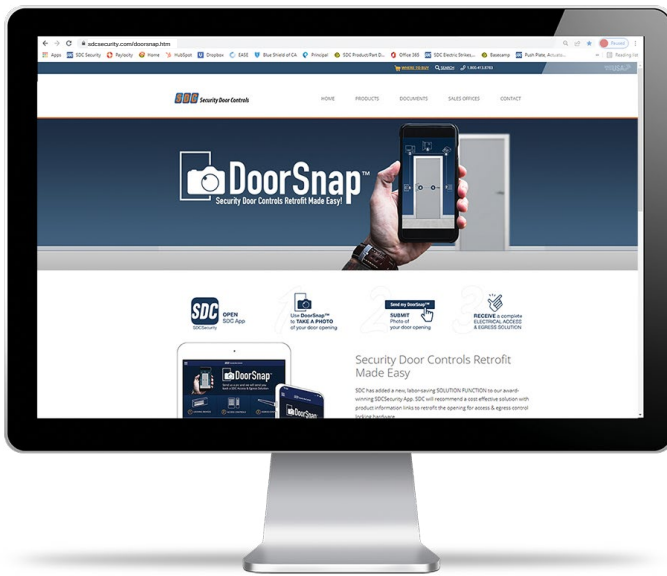 sdcsecurity.com/doorsnap.htm
Paused
Apps SDC Security Paylocity Home HubSpot Dropbox EASE Blue Shield of CA Principal SDC Product/Part D... Office 365 SDC Electric Strikes... Basecamp Push Plate, Actuato... Reading list
WHERE TO BUY SEARCH
SDC Security Door Controls
HOME PRODUCTS DOCUMENTS SALES OFFICES CONTACT
DoorSnap™
Security Door Controls Retrofit Made Easy!
SDC
SDCSecurity
OPEN
SDC App
1
Use DoorSnap™
to TAKE A PHOTO
of your door opening
2
Send my DoorSnap™
SUBMIT
Photo of
your door opening
3
RECEIVE a complete
ELECTRICAL ACCESS
& EGRESS SOLUTION
DoorSnap™
DoorSnap
Security Door Controls Retrofit
Made Easy
SDC has added a new, labor-saving SOLUTION FUNCTION to our award-
winning SDCSecurity App. SDC will recommend a cost effective solution with
product information links to retrofit the opening for access & egress control
locking hardware.